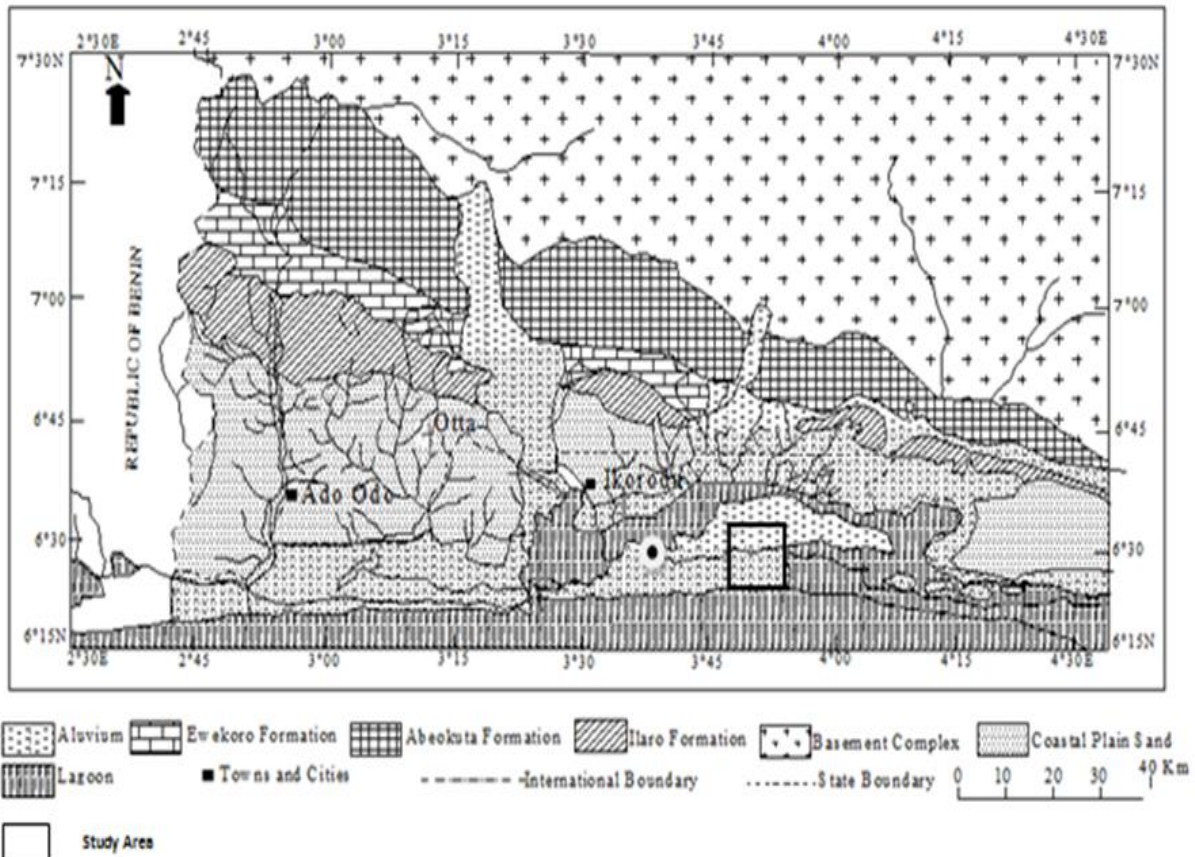 2°30E 2°45 3°00 3°15 3°30 3°45 4°00 4°15 4°30E
7°30N 7°30N
N
7°15 7°15
REPUBLIC OF BENIN
7°00 7°00
6°45 6°45
Otta
Ikorodu
Ado Odo
6°30 6°30
6°15N 6°15N
2°30E 2°45 3°00 3°15 3°30 3°45 4°00 4°15 4°30E
Aluvium Ewekoro Formation Abeokuta Formation Ilaro Formation Basement Complex Coastal Plain Sand
Lagoon Towns and Cities International Boundary State Boundary 0 10 20 30 40 Km
Study Area